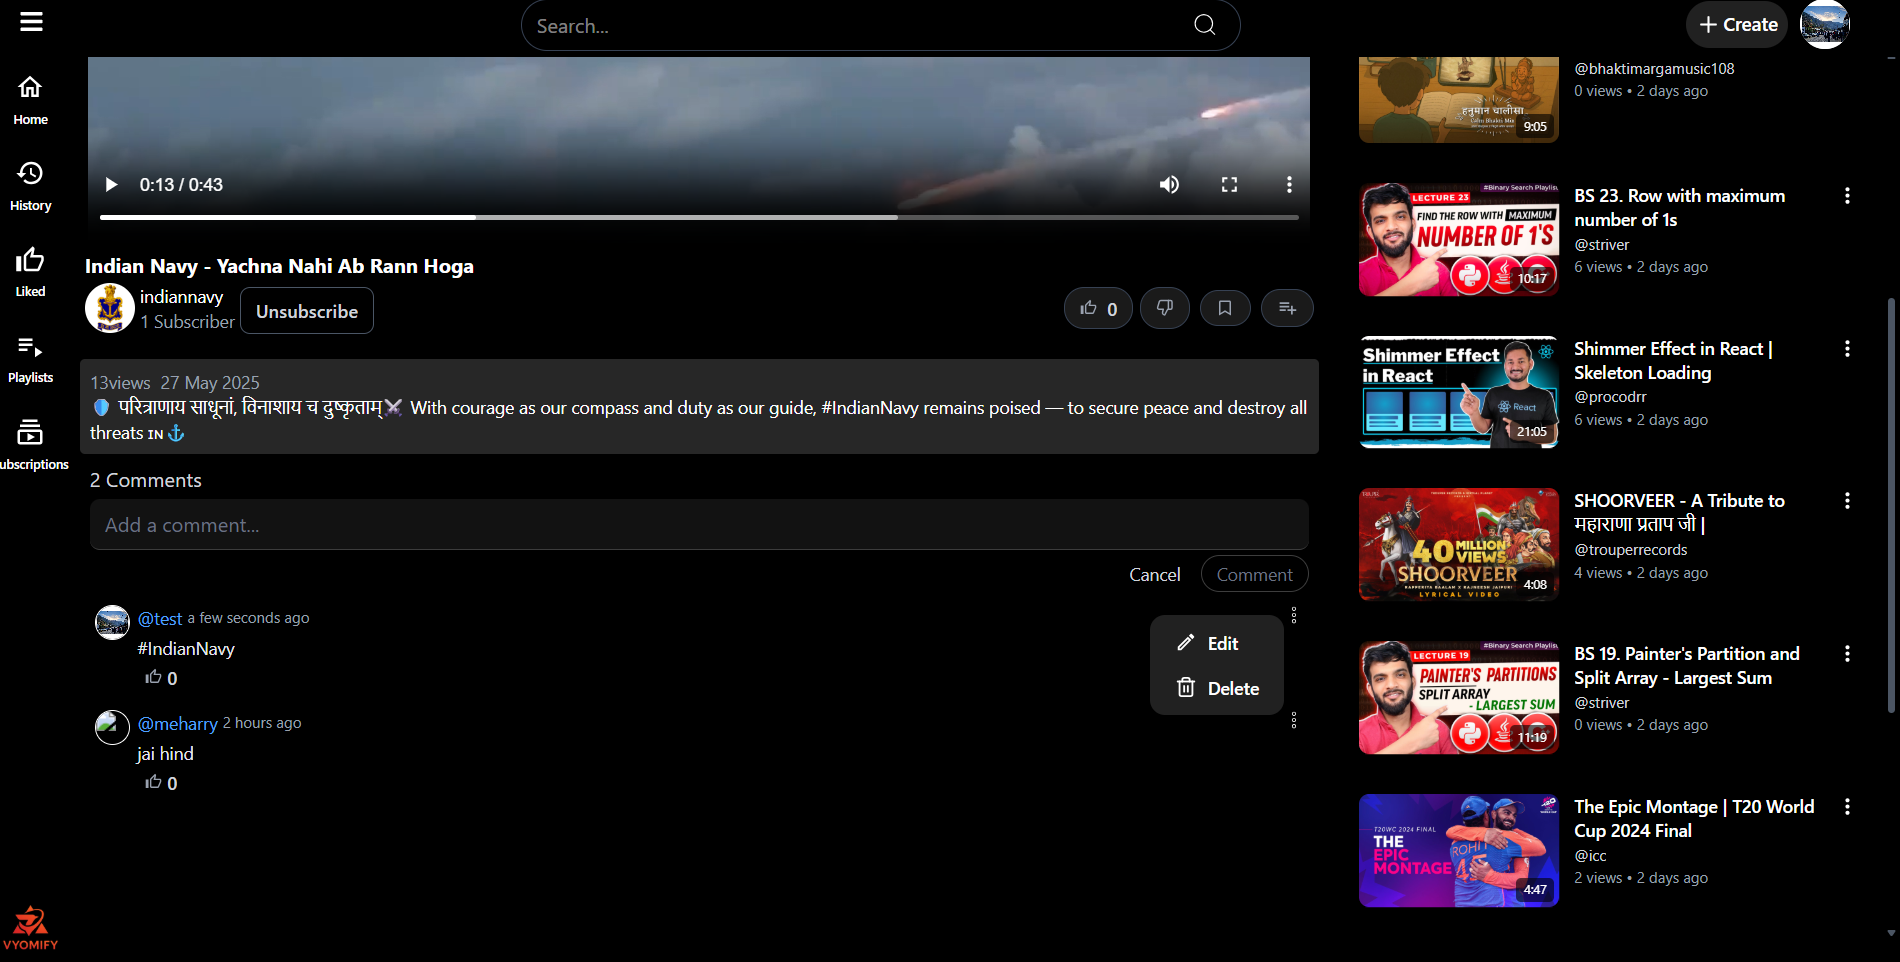 Search...
+ Create
Home
History
Liked
Playlists
ubscriptions
VYOMIFY
0:13 / 0:43
Indian Navy - Yachna Nahi Ab Rann Hoga
indiannavy
1 Subscriber
Unsubscribe
0
13views 27 May 2025
🛡️ परित्राणाय साधूनां, विनाशाय च दुष्कृताम्⚔️ With courage as our compass and duty as our guide, #IndianNavy remains poised — to secure peace and destroy all
threats ɪɴ⚓
2 Comments
Add a comment...
Cancel
Comment
@test a few seconds ago
#IndianNavy
0
Edit
Delete
@meharry 2 hours ago
jai hind
0
हनुमान चालीसा
9:05
@bhaktimargamusic108
0 views • 2 days ago
#Binary Search Playlis
LECTURE 23
FIND THE ROW WITH MAXIMUM
NUMBER OF 1'S
10:17
BS 23. Row with maximum
number of 1s
@striver
6 views • 2 days ago
Shimmer Effect
in React
React
21:05
Shimmer Effect in React |
Skeleton Loading
@procodrr
6 views • 2 days ago
40 MILLION
VIEWS
SHOORVEER
LYRICAL VIDEO
4:08
SHOORVEER - A Tribute to
महाराणा प्रताप जी |
@trouperrecords
4 views • 2 days ago
#Binary Search Playlis
LECTURE 19
PAINTER'S PARTITIONS
SPLIT ARRAY
- LARGEST SUM
11:19
BS 19. Painter's Partition and
Split Array - Largest Sum
@striver
0 views • 2 days ago
T20WC 2024 FINAL
THE
EPIC
MONTAGE
ROHIT
45
4:47
The Epic Montage | T20 World
Cup 2024 Final
@icc
2 views • 2 days ago